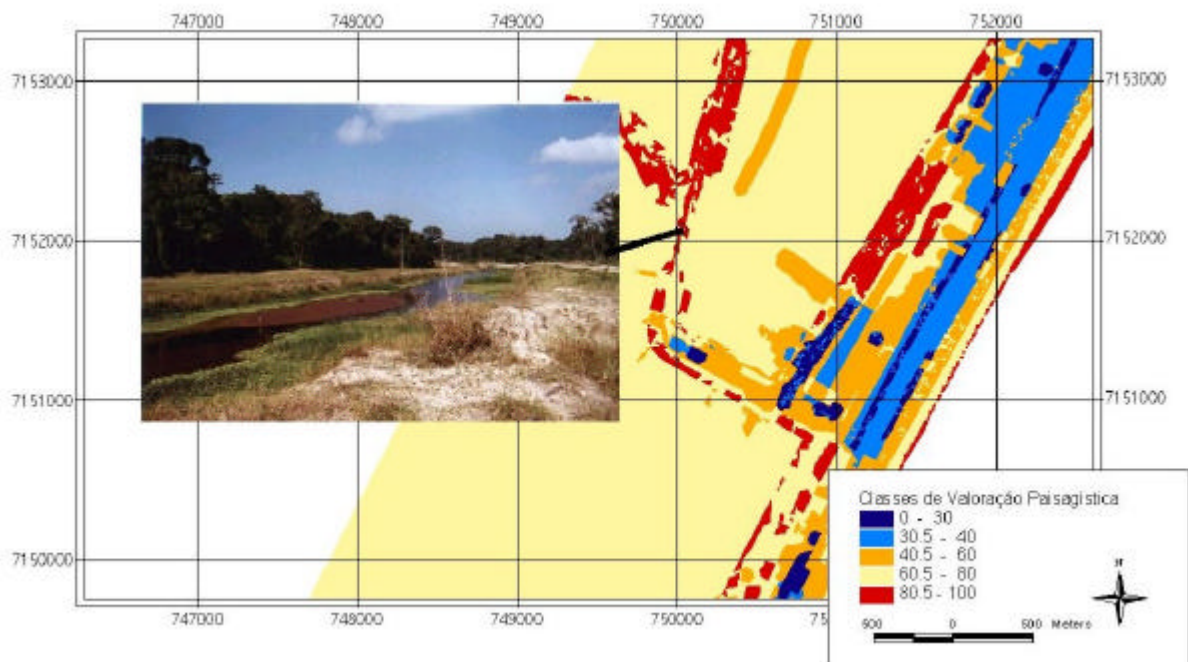 747000 748000 749000 750000 751000 752000
7153000 7153000
7152000 7152000
7151000 7151000
7150000
747000 748000 749000 750000
Classes de Valoração Paisagística
0 - 30
30.5 - 40
40.5 - 60
60.5 - 80
80.5 - 100
500 0 500 Meters